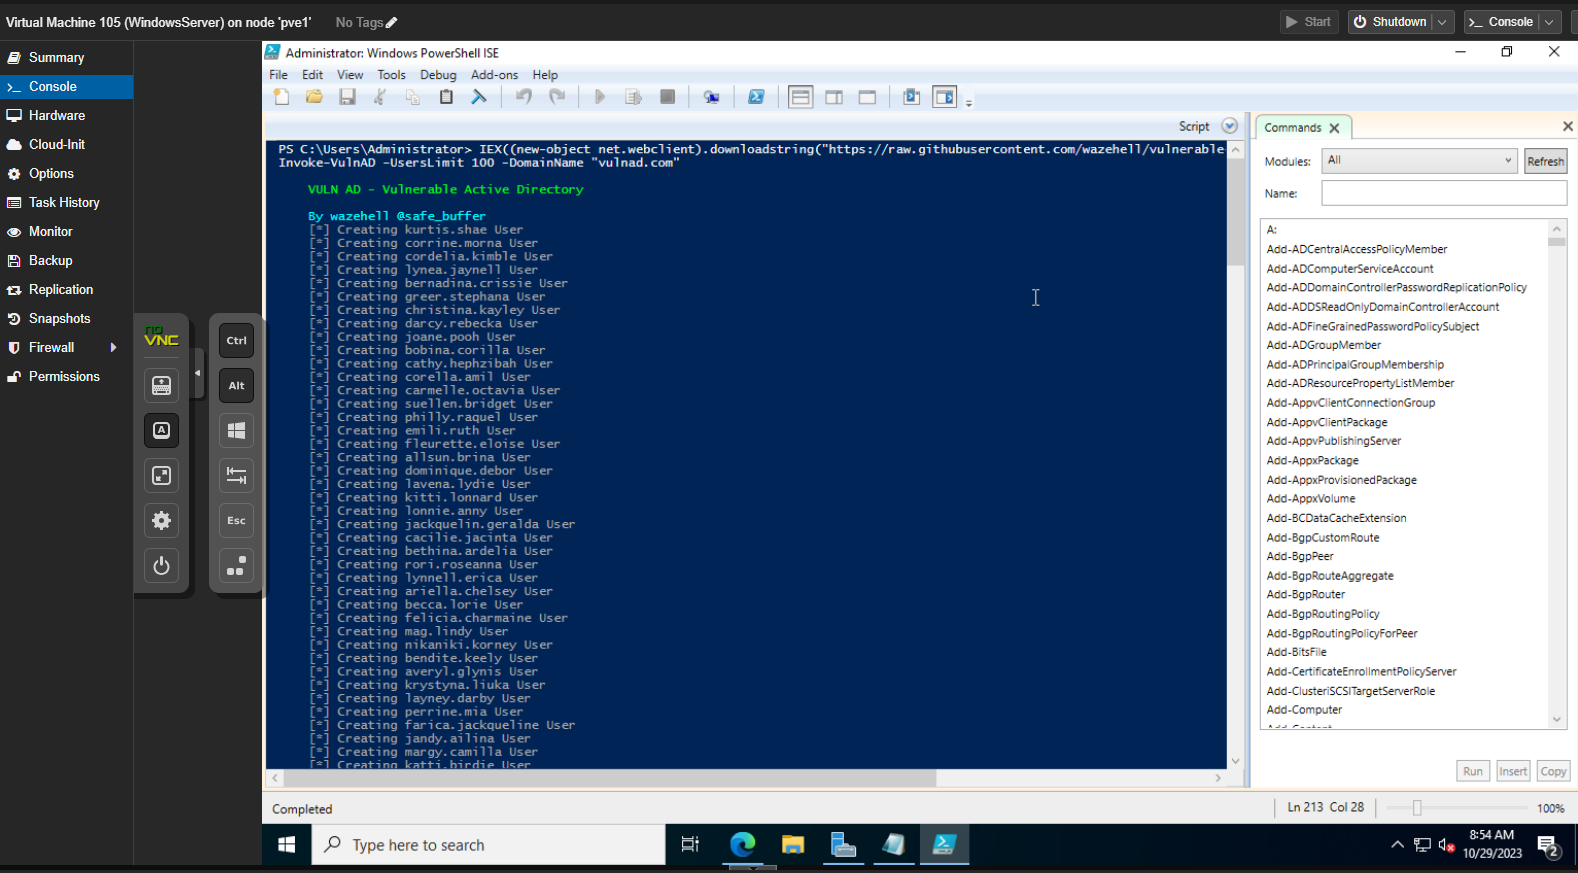 Virtual Machine 105 (WindowsServer) on node 'pve1'
No Tags
Start
Shutdown
Console
Summary
Console
Hardware
Cloud-Init
Options
Task History
Monitor
Backup
Replication
Snapshots
Firewall
Permissions
no
VNC
A
Ctrl
Alt
Esc
Administrator: Windows PowerShell ISE
File Edit View Tools Debug Add-ons Help
Script
PS C:\Users\Administrator> IEX((new-object net.webclient).downloadstring("https://raw.githubusercontent.com/wazehell/vulnerable-
Invoke-VulnAD -UsersLimit 100 -DomainName "vulnad.com"
VULN AD - Vulnerable Active Directory
By wazehell @safe_buffer
[*] Creating kurtis.shae User
[*] Creating corrine.morna User
[*] Creating cordelia.kimble User
[*] Creating lynea.jaynell User
[*] Creating bernadina.crissie User
[*] Creating greer.stephana User
[*] Creating christina.kayley User
[*] Creating darcy.rebecka User
[*] Creating joane.pooh User
[*] Creating bobina.corilla User
[*] Creating cathy.hephzibah User
[*] Creating corella.amil User
[*] Creating carmelle.octavia User
[*] Creating suellen.bridget User
[*] Creating philly.raquel User
[*] Creating emili.ruth User
[*] Creating fleurette.eloise User
[*] Creating allsun.brina User
[*] Creating dominique.debor User
[*] Creating lavena.lydie User
[*] Creating kitti.lonnard User
[*] Creating lonnie.anny User
[*] Creating jackquelin.geralda User
[*] Creating cacilie.jacinta User
[*] Creating bethina.ardelia User
[*] Creating rori.roseanna User
[*] Creating lynnell.erica User
[*] Creating ariella.chelsey User
[*] Creating becca.lorie User
[*] Creating felicia.charmaine User
[*] Creating mag.lindy User
[*] Creating nikaniki.korney User
[*] Creating bendite.keely User
[*] Creating averyl.glynis User
[*] Creating krystyna.liuka User
[*] Creating layney.darby User
[*] Creating perrine.mia User
[*] Creating farica.jackqueline User
[*] Creating jandy.ailina User
[*] Creating margy.camilla User
[*] Creating katti.birdie User
Commands
Modules: All Refresh
Name:
A:
Add-ADCentralAccessPolicyMember
Add-ADComputerServiceAccount
Add-ADDomainControllerPasswordReplicationPolicy
Add-ADDSReadOnlyDomainControllerAccount
Add-ADFineGrainedPasswordPolicySubject
Add-ADGroupMember
Add-ADPrincipalGroupMembership
Add-ADResourcePropertyListMember
Add-AppvClientConnectionGroup
Add-AppvClientPackage
Add-AppvPublishingServer
Add-AppxPackage
Add-AppxProvisionedPackage
Add-AppxVolume
Add-BCDataCacheExtension
Add-BgpCustomRoute
Add-BgpPeer
Add-BgpRouteAggregate
Add-BgpRouter
Add-BgpRoutingPolicy
Add-BgpRoutingPolicyForPeer
Add-BitsFile
Add-CertificateEnrollmentPolicyServer
Add-ClusteriSCSITargetServerRole
Add-Computer
Add-Content
Run Insert Copy
Completed
Ln 213 Col 28
100%
Type here to search
8:54 AM
10/29/2023
2